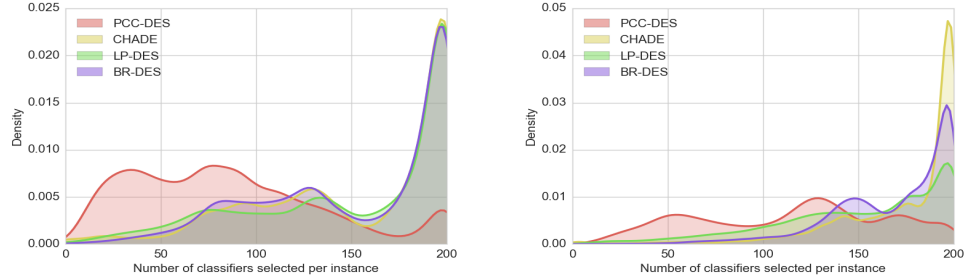 PCC-DES
CHADE
LP-DES
BR-DES
0.025
0.020
0.015
0.010
0.005
0.000
Density
0 50 100 150 200
Number of classifiers selected per instance
PCC-DES
CHADE
LP-DES
BR-DES
0.05
0.04
0.03
0.02
0.01
0.00
Density
0 50 100 150 200
Number of classifiers selected per instance